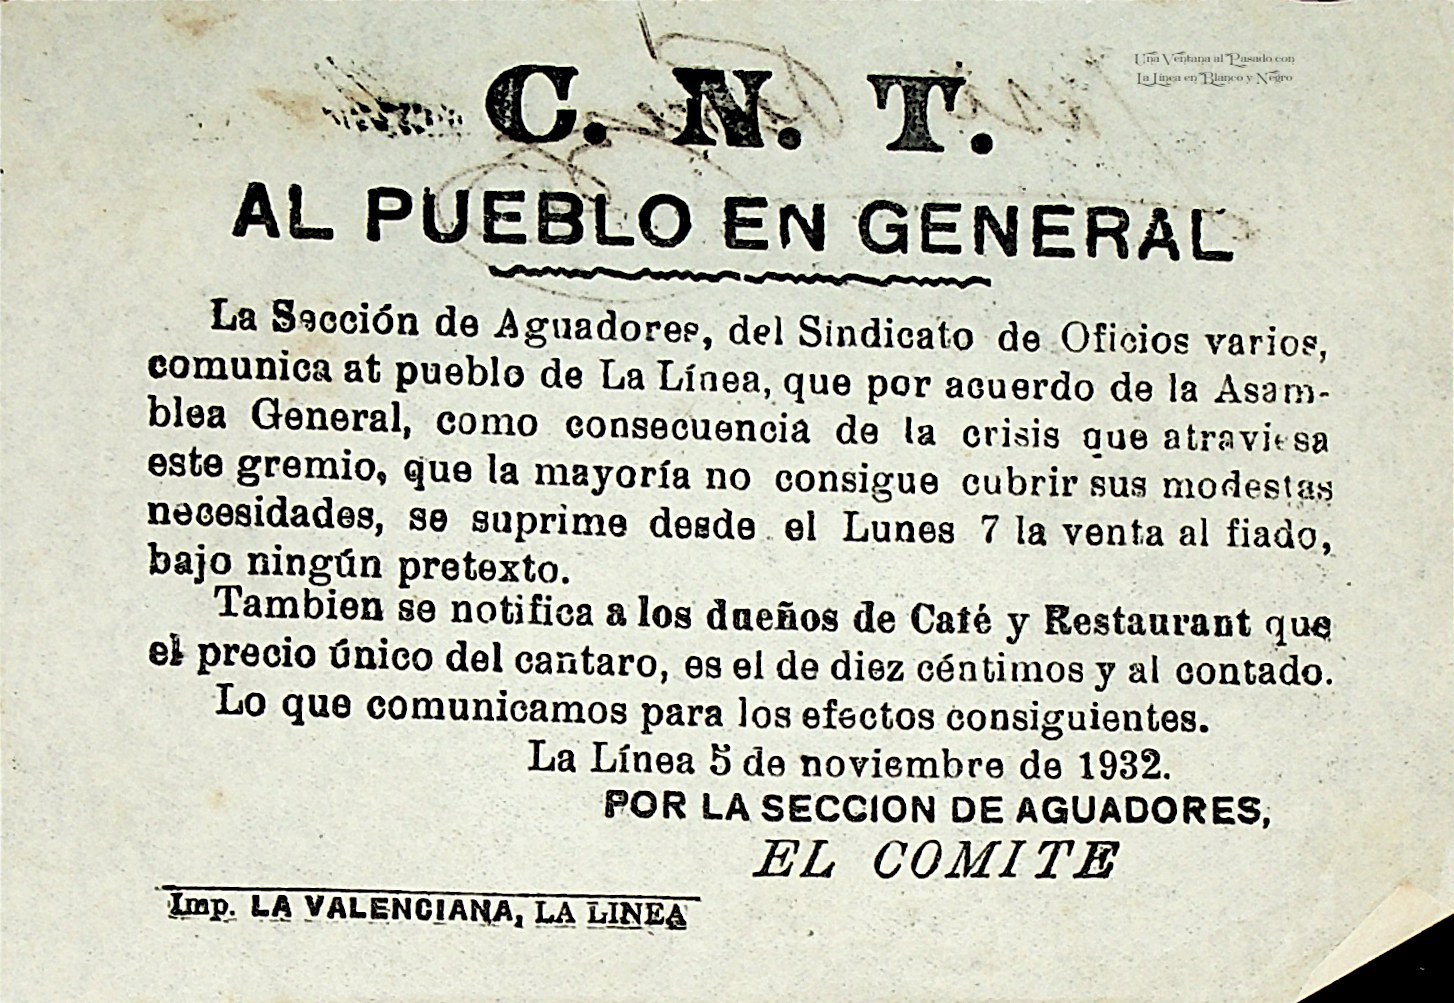 Una Ventana al Pasado con
La Línea en Blanco y Negro
C. N. T.
AL PUEBLO EN GENERAL
La Sección de Aguadores, del Sindicato de Oficios varios,
comunica at pueblo de La Línea, que por acuerdo de la Asam-
blea General, como consecuencia de la crisis que atraviesa
este gremio, que la mayoría no consigue cubrir sus modestas
necesidades, se suprime desde el Lunes 7 la venta al fiado,
bajo ningún pretexto.
Tambien se notifica a los dueños de Café y Restaurant que
el precio único del cantaro, es el de diez céntimos y al contado.
Lo que comunicamos para los efectos consiguientes.
La Línea 5 de noviembre de 1932.
POR LA SECCION DE AGUADORES,
EL COMITE
Imp. LA VALENCIANA, LA LINEA